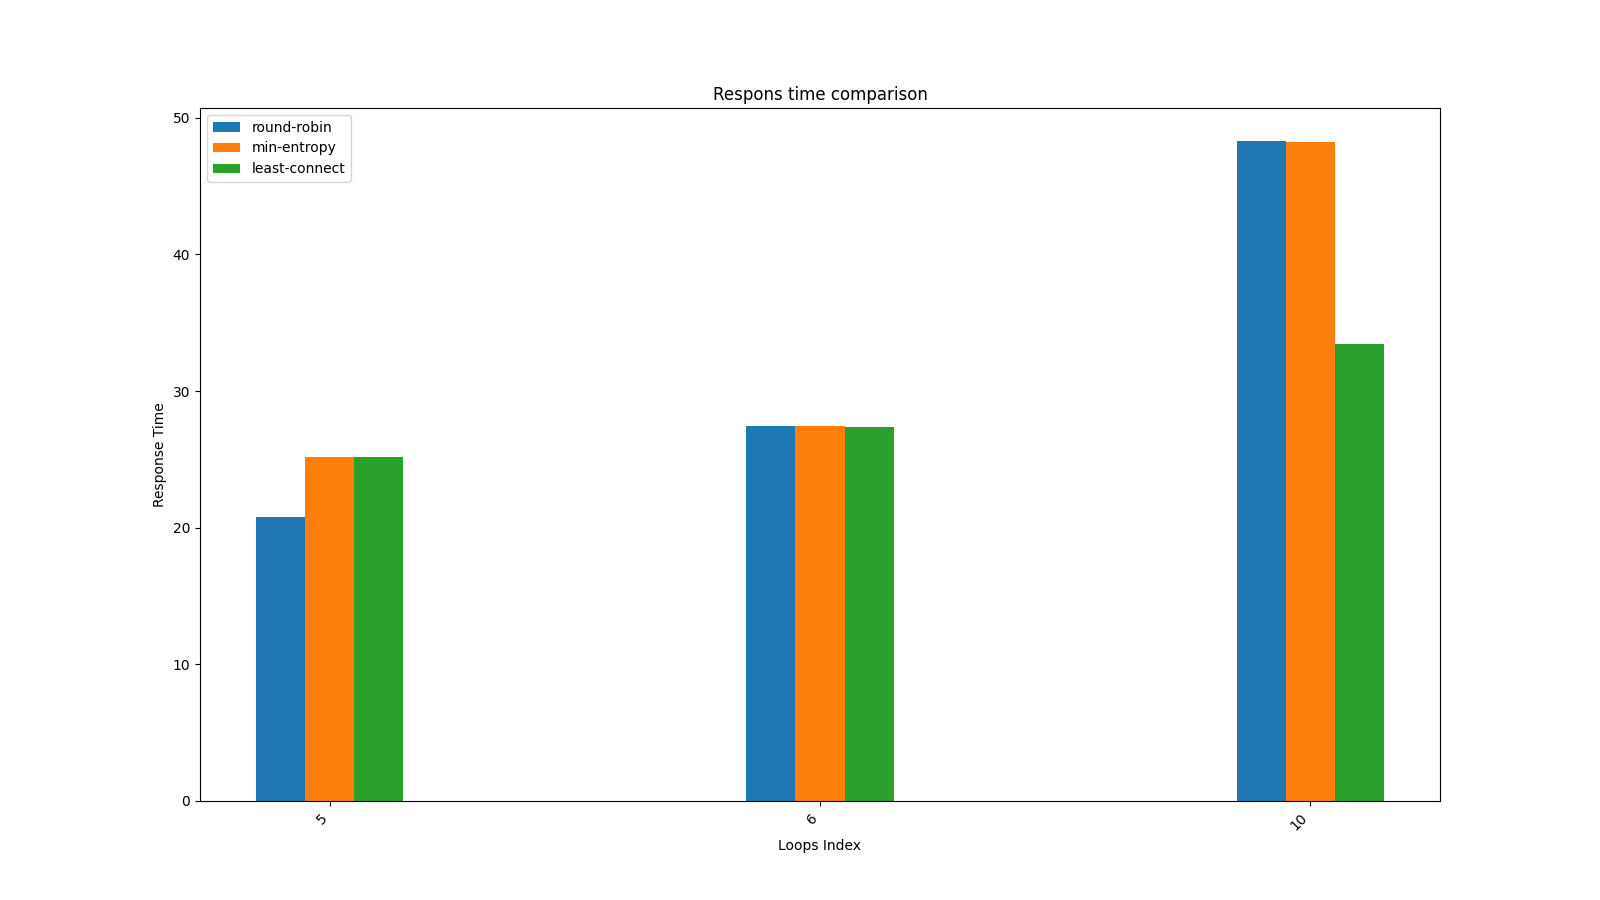 Respons time comparison
round-robin
min-entropy
least-connect
50
40
30
20
10
0
Response Time
5
6
10
Loops Index